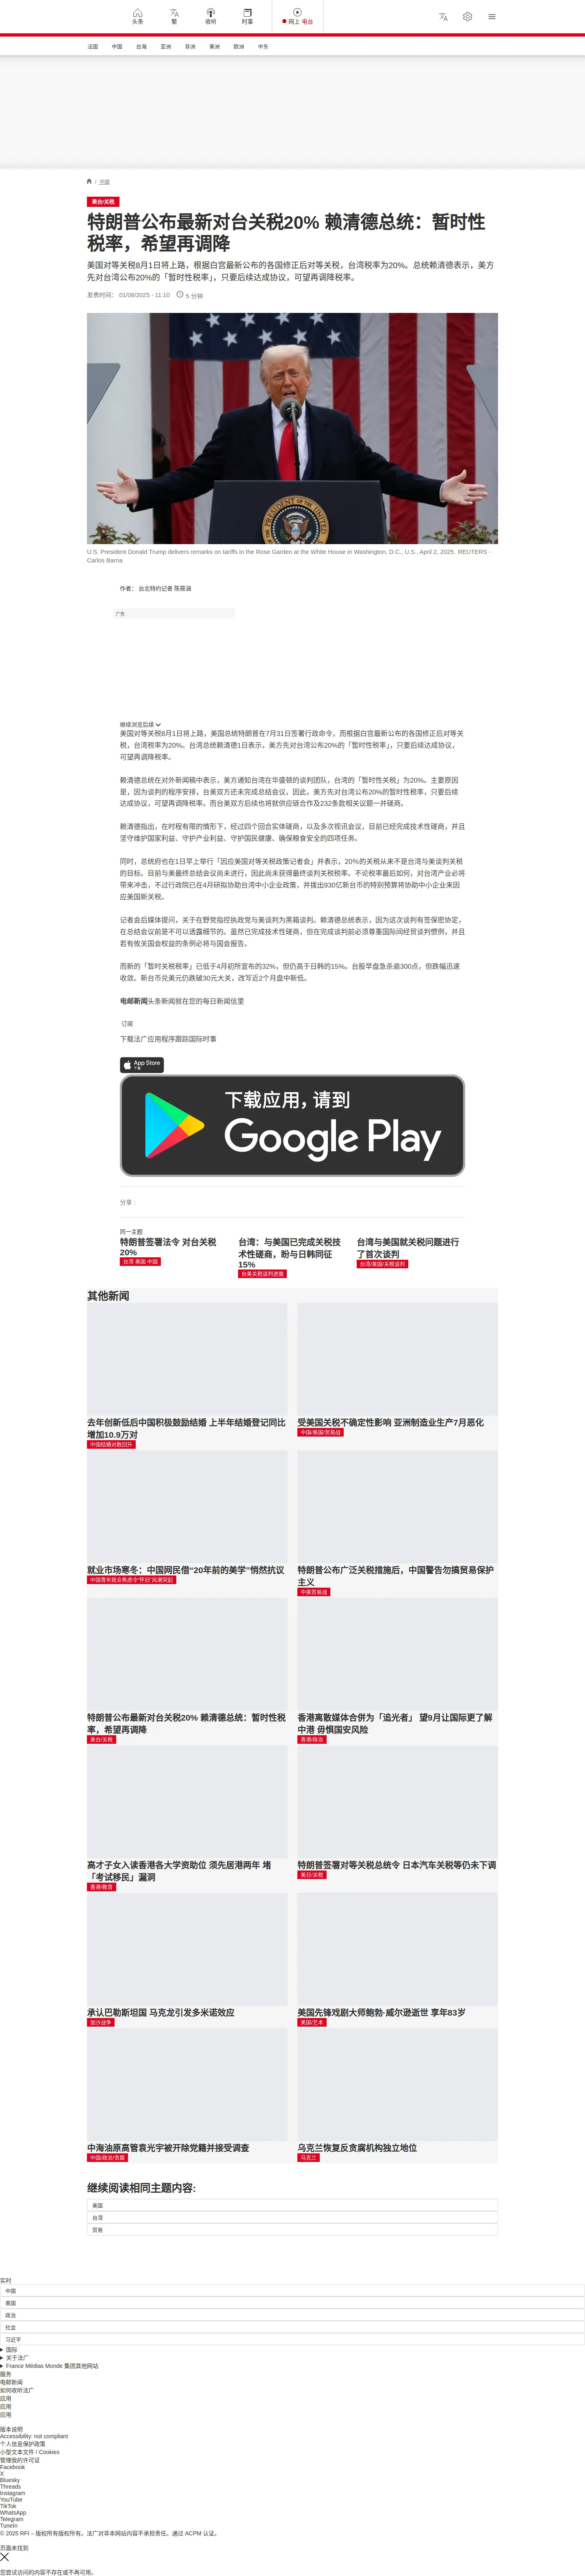 头条
繁
收听
时事
网上 电台
法国
中国
台海
亚洲
非洲
美洲
欧洲
中东
/ 中国
美台/关税
特朗普公布最新对台关税20% 赖清德总统：暂时性
税率，希望再调降
美国对等关税8月1日将上路，根据白宫最新公布的各国修正后对等关税，台湾税率为20%。总统赖清德表示，美方
先对台湾公布20%的「暂时性税率」，只要后续达成协议，可望再调降税率。
发表时间： 01/08/2025 - 11:10
5 分钟
U.S. President Donald Trump delivers remarks on tariffs in the Rose Garden at the White House in Washington, D.C., U.S., April 2, 2025. REUTERS -
Carlos Barria
作者： 台北特约记者 陈筱涵
广告
继续浏览后续
美国对等关税8月1日将上路，美国总统特朗普在7月31日签署行政命令，而根据白宫最新公布的各国修正后对等关
税，台湾税率为20%。台湾总统赖清德1日表示，美方先对台湾公布20%的「暂时性税率」，只要后续达成协议，
可望再调降税率。
赖清德总统在对外新闻稿中表示，美方通知台湾在华盛顿的谈判团队，台湾的「暂时性关税」为20%。主要原因
是，因为谈判的程序安排，台美双方还未完成总结会议，因此，美方先对台湾公布20%的暂时性税率，只要后续
达成协议，可望再调降税率。而台美双方后续也将就供应链合作及232条款相关议题一并磋商。
赖清德指出，在时程有限的情形下，经过四个回合实体磋商，以及多次视讯会议，目前已经完成技术性磋商，并且
坚守维护国家利益、守护产业利益、守护国民健康、确保粮食安全的四项任务。
同时，总统府也在1日早上举行「因应美国对等关税政策记者会」并表示，20%的关税从来不是台湾与美谈判关税
的目标。目前与美最终总结会议尚未进行，因此尚未获得最终谈判关税税率。不论税率最后如何，对台湾产业必将
带来冲击，不过行政院已在4月研拟协助台湾中小企业政策，并拨出930亿新台币的特别预算将协助中小企业来因
应美国新关税。
记者会后媒体提问，关于在野党指控执政党与美谈判为黑箱谈判。赖清德总统表示，因为这次谈判有签保密协定，
在总结会议前是不可以透露细节的。虽然已完成技术性磋商，但在完成谈判前必须尊重国际间经贸谈判惯例，并且
若有攸关国会权益的条例必将与国会报告。
而新的「暂时关税税率」已低于4月初所宣布的32%，但仍高于日韩的15%。台股早盘急杀逾300点，但跌幅迅速
收敛。新台币兑美元仍跌破30元大关，改写近2个月盘中新低。
电邮新闻头条新闻就在您的每日新闻信里
订阅
下载法广应用程序跟踪国际时事
App Store
下载
下载应用，请到
Google Play
分享 :
同一主题
特朗普签署法令 对台关税
20%
台湾 美国 中国
台湾：与美国已完成关税技
术性磋商，盼与日韩同征
15%
台美关税谈判进展
台湾与美国就关税问题进行
了首次谈判
台湾/美国/关税谈判
其他新闻
去年创新低后中国积极鼓励结婚 上半年结婚登记同比
增加10.9万对
中国结婚对数回升
受美国关税不确定性影响 亚洲制造业生产7月恶化
中国/美国/贸易战
就业市场寒冬：中国网民借“20年前的美学”悄然抗议
中国青年就业焦虑令“怀旧”风潮突起
特朗普公布广泛关税措施后，中国警告勿搞贸易保护
主义
中美贸易战
特朗普公布最新对台关税20% 赖清德总统：暂时性税
率，希望再调降
美台/关税
香港离散媒体合併为「追光者」 望9月让国际更了解
中港 毋惧国安风险
香港/政治
高才子女入读香港各大学资助位 须先居港两年 堵
「考试移民」漏洞
香港/教育
特朗普签署对等关税总统令 日本汽车关税等仍未下调
美日/关税
承认巴勒斯坦国 马克龙引发多米诺效应
加沙战争
美国先锋戏剧大师鲍勃·威尔逊逝世 享年83岁
美国/艺术
中海油原高管袁光宇被开除党籍并接受调查
中国/政治/贪腐
乌克兰恢复反贪腐机构独立地位
乌克兰
继续阅读相同主题内容:
美国
台湾
贸易
实时
中国
美国
政治
社会
习近平
国际
关于法广
France Médias Monde 集团其他网站
服务
电邮新闻
如何收听法广
应用
应用
应用
版本说明
Accessibility: not compliant
个人信息保护政策
小型文本文件 / Cookies
管理我的许可证
Facebook
X
Bluesky
Threads
Instagram
YouTube
TikTok
WhatsApp
Telegram
TuneIn
© 2025 RFI – 版权所有版权所有。法广对非本网站内容不承担责任。通过 ACPM 认证。
页面未找到
您尝试访问的内容不存在或不再可用。